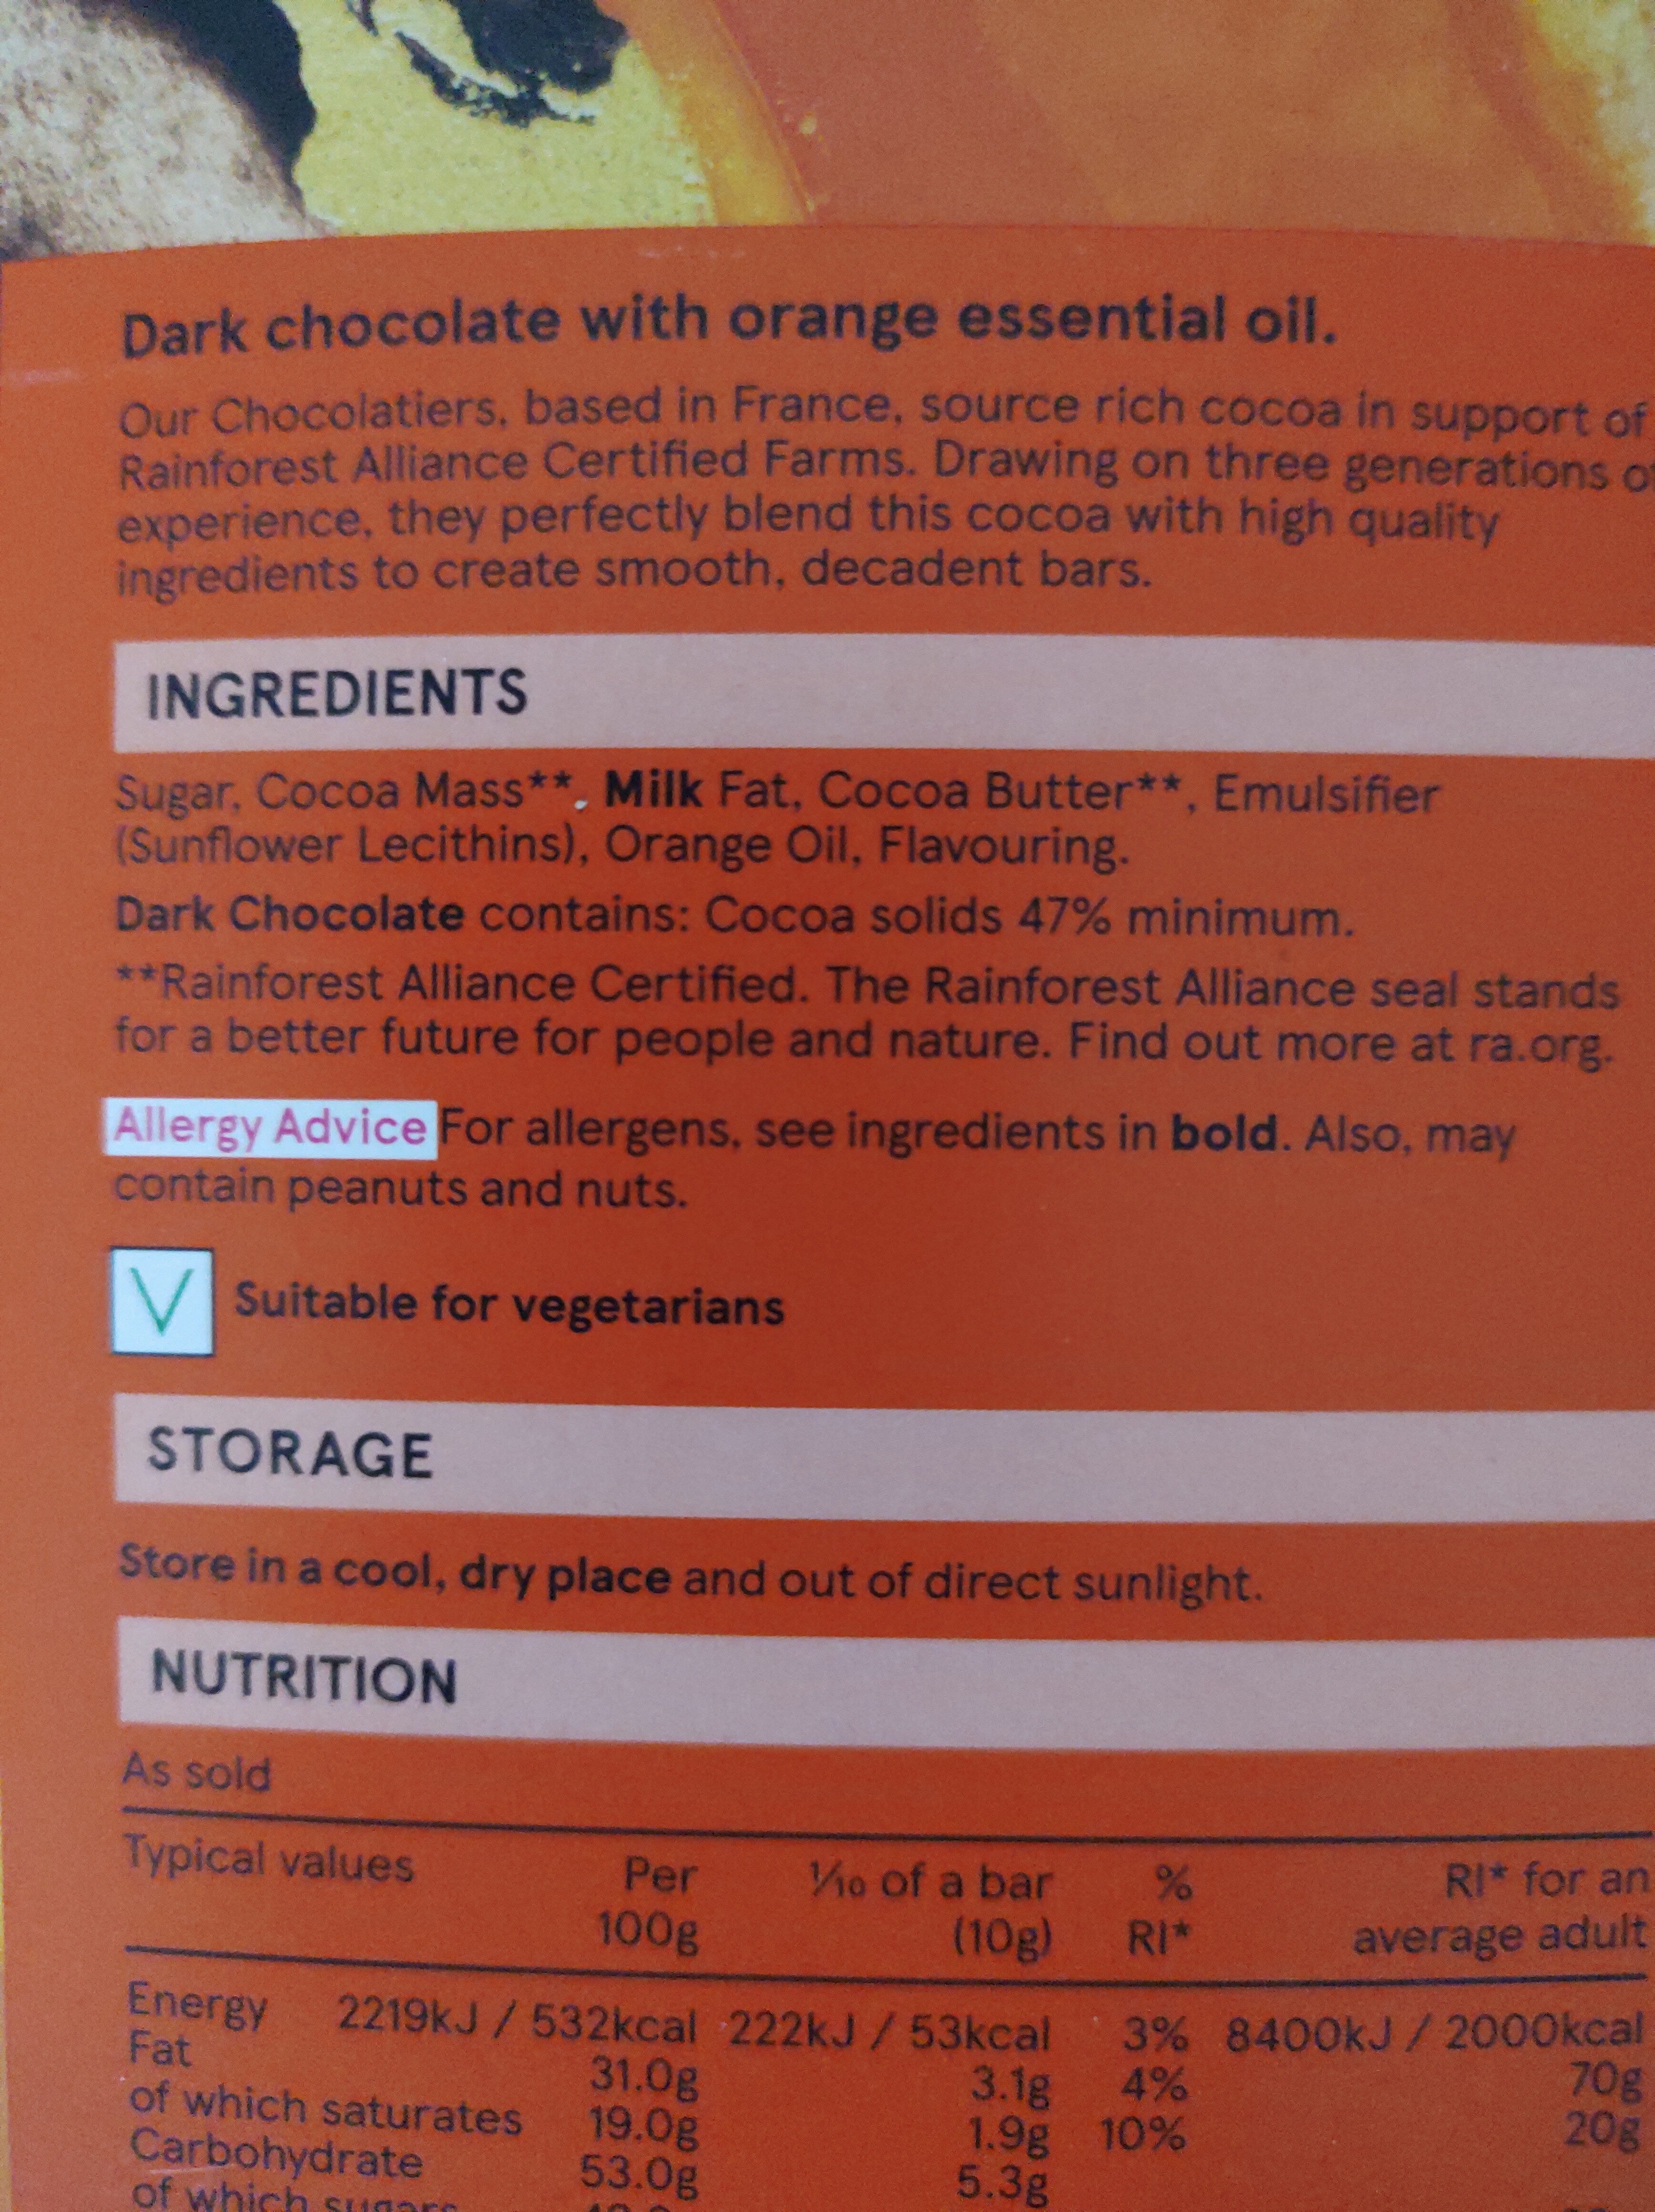 Dark chocolate with orange essential oil.
Our Chocolatiers, based in France, source rich cocoa in support of
Rainforest Alliance Certified Farms. Drawing on three generations of
experience, they perfectly blend this cocoa with high quality
ingredients to create smooth, decadent bars.
INGREDIENTS
Sugar, Cocoa Mass**, Milk Fat, Cocoa Butter**, Emulsifier
(Sunflower Lecithins), Orange Oil, Flavouring.
Dark Chocolate contains: Cocoa solids 47% minimum.
**Rainforest Alliance Certified. The Rainforest Alliance seal stands
for a better future for people and nature. Find out more at ra.org.
Allergy Advice For allergens, see ingredients in bold. Also, may
contain peanuts and nuts.
V Suitable for vegetarians
STORAGE
Store in a cool, dry place and out of direct sunlight.
NUTRITION
As sold
Typical values Per 1/10 of a bar % RI* for an
100g (10g) RI* average adult
Energy 2219kJ / 532kcal 222kJ / 53kcal 3% 8400kJ / 2000kcal
Fat 31.0g 3.1g 4% 70g
of which saturates 19.0g 1.9g 10% 20g
Carbohydrate 53.0g 5.3g
of which sugars